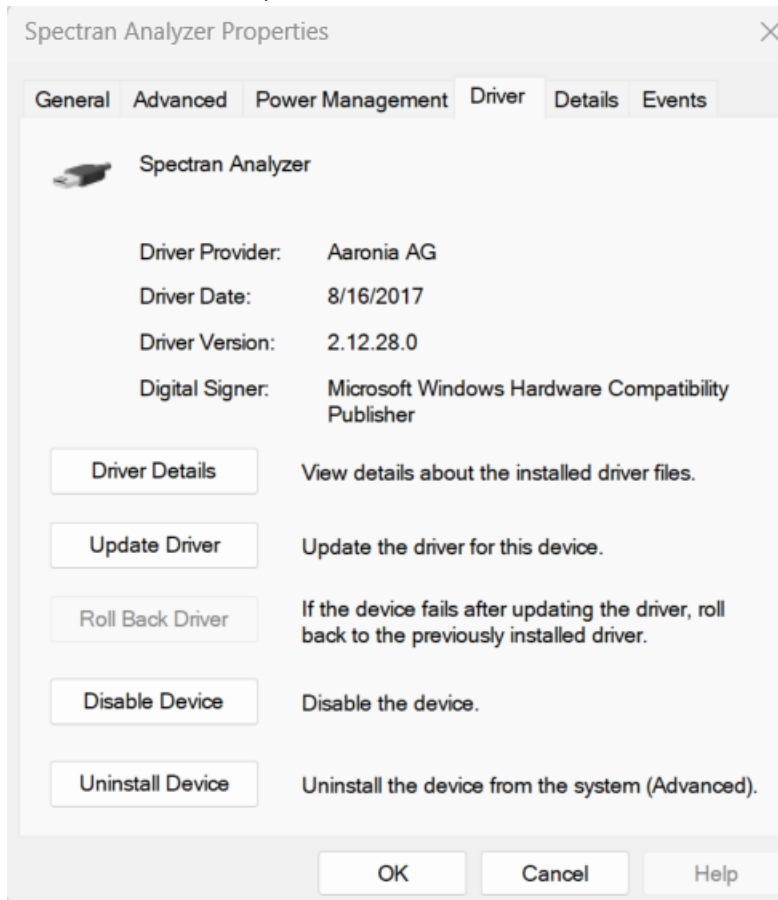 Spectran Analyzer Properties
General Advanced Power Management Driver Details Events
Spectran Analyzer
Driver Provider: Aaronia AG
Driver Date: 8/16/2017
Driver Version: 2.12.28.0
Digital Signer: Microsoft Windows Hardware Compatibility
Publisher
Driver Details View details about the installed driver files.
Update Driver Update the driver for this device.
Roll Back Driver If the device fails after updating the driver, roll
back to the previously installed driver.
Disable Device Disable the device.
Uninstall Device Uninstall the device from the system (Advanced).
OK Cancel Help